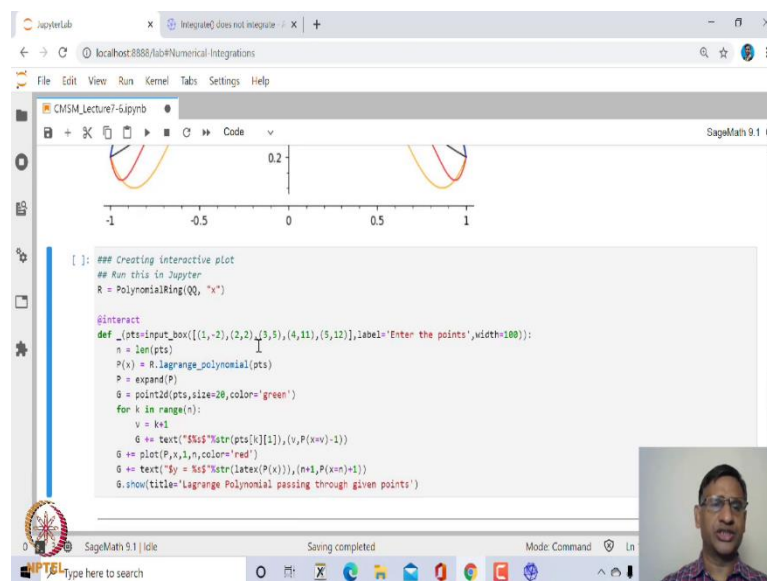 JupyterLab
Integrate() does not integrate
localhost:8888/lab#Numerical-Integrations
File Edit View Run Kernel Tabs Settings Help
CMSM_Lecture7-6.ipynb
Code
SageMath 9.1
0.2
-1 -0.5 0 0.5 1
[ ]: ### Creating interactive plot
## Run this in Jupyter
R = PolynomialRing(QQ, "x")
@interact
def _(pts=input_box([(1,-2),(2,2),(3,5),(4,11),(5,12)],label='Enter the points',width=100)):
n = len(pts)
P(x) = R.lagrange_polynomial(pts)
P = expand(P)
G = point2d(pts,size=20,color='green')
for k in range(n):
v = k+1
G += text("$%s$"%str(pts[k][1]),(v,P(x=v)-1))
G += plot(P,x,1,n,color='red')
G += text("$y = %s$"%str(latex(P(x))),(n+1,P(x=n)+1))
G.show(title='Lagrange Polynomial passing through given points')
SageMath 9.1 | Idle
Saving completed
Mode: Command
Ln
NPTEL
Type here to search